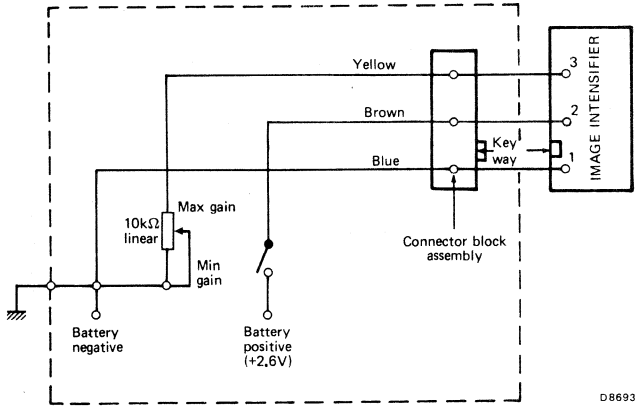 Yellow
3
Brown
2
Key
way
Blue
1
IMAGE INTENSIFIER
Max gain
10kΩ
linear
Min
gain
Connector block
assembly
Battery
negative
Battery
positive
(+2.6V)
D8693